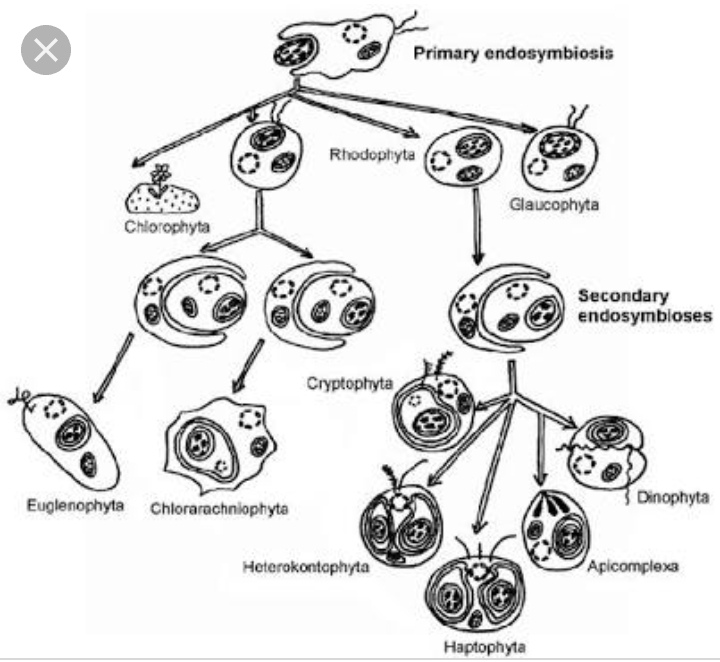 Primary endosymbiosis
Rhodophyta
Glaucophyta
Chlorophyta
Secondary
endosymbioses
Cryptophyta
Euglenophyta
Chlorarachniophyta
Dinophyta
Heterokontophyta
Apicomplexa
Haptophyta